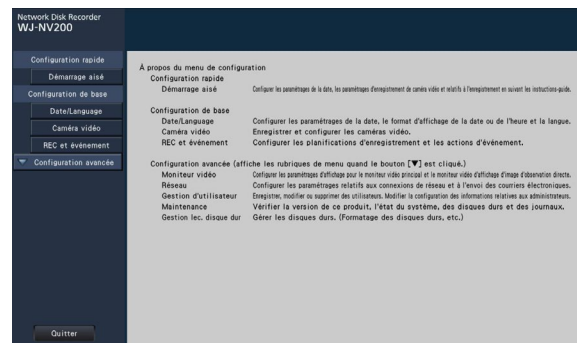 Network Disk Recorder
WJ-NV200
Configuration rapide
Démarrage aisé
Configuration de base
Date/Language
Caméra vidéo
REC et événement
Configuration avancée
Quitter
À propos du menu de configuration
Configuration rapide
Démarrage aisé Configurer les paramètres de la date, les paramétrages d'enregistrement de caméra vidéo et relatifs à l'enregistrement en suivant les instructions-guide.
Configuration de base
Date/Language Configurer les paramètres de la date, le format d'affichage de la date ou de l'heure et la langue.
Caméra vidéo Enregistrer et configurer les caméras vidéo.
REC et événement Configurer les planifications d'enregistrement et les actions d'événement.
Configuration avancée (affiche les rubriques de menu quand le bouton [▼] est cliqué.)
Moniteur vidéo Configurer les paramètres d'affichage pour le moniteur vidéo principal et le moniteur vidéo d'affichage d'image d'observation directe.
Réseau Configurer les paramètres relatifs aux connexions de réseau et à l'envoi des courriers électroniques.
Gestion d'utilisateur Enregistrer, modifier ou supprimer des utilisateurs. Modifier la configuration des informations relatives aux administrateurs.
Maintenance Vérifier la version de ce produit, l'état du système, des disques durs et des journaux.
Gestion lec. disque dur Gérer les disques durs. (Formatage des disques durs, etc.)